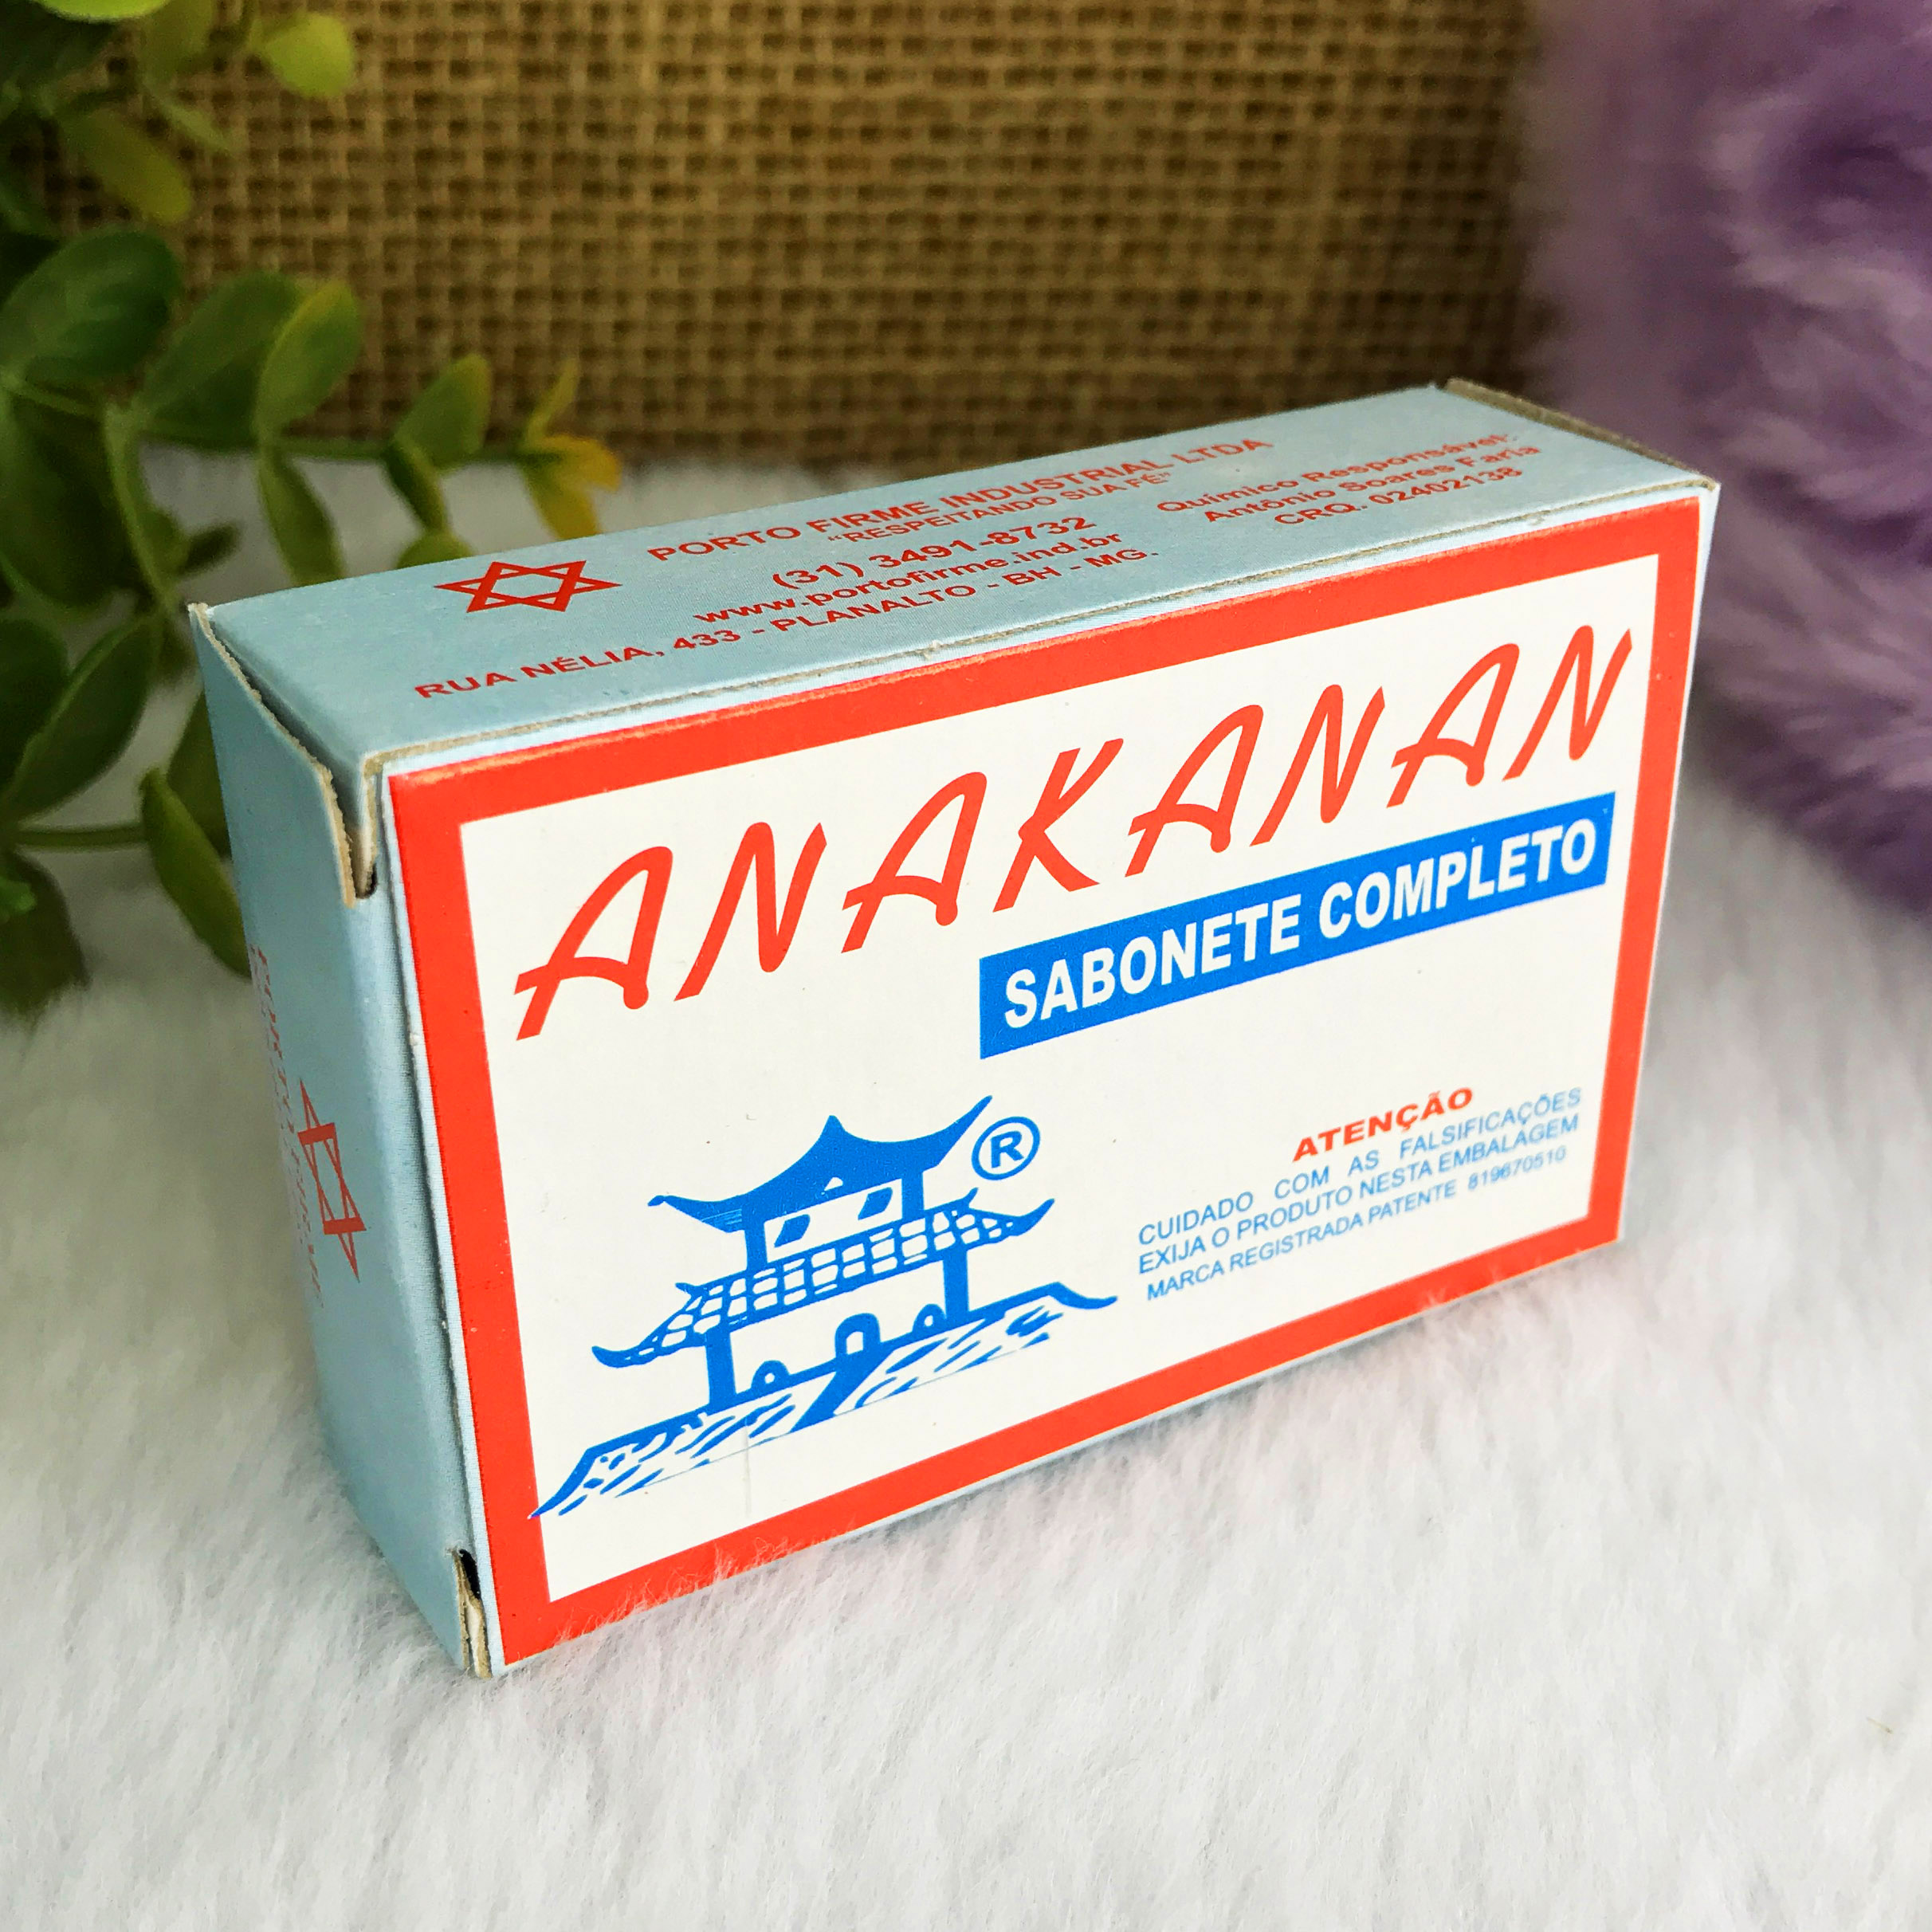 PORTO FIRME INDUSTRIAL LTDA
"RESPEITANDO SUA FÉ"
(31) 3491-8732
www.portofirme.ind.br
RUA NÉLIA, 433 - PLANALTO - BH - MG.
Químico Responsável:
Antônio Soares Faria
CRQ. 02402138
ANAKANAN
SABONETE COMPLETO
®
ATENÇÃO
CUIDADO COM AS FALSIFICAÇÕES
EXIJA O PRODUTO NESTA EMBALAGEM
MARCA REGISTRADA PATENTE 819670510